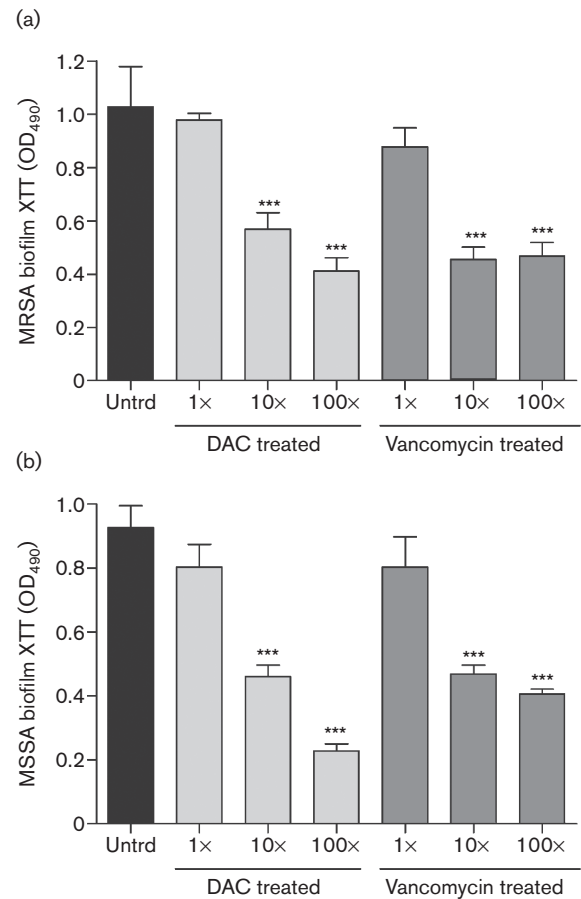 (a)
1.2
1.0
0.8
0.6
0.4
0.2
0
MRSA biofilm XTT (OD₄₉₀)
***
***
***
***
Untrd 1× 10× 100× 1× 10× 100×
DAC treated Vancomycin treated
(b)
1.0
0.8
0.6
0.4
0.2
0
MSSA biofilm XTT (OD₄₉₀)
***
***
***
***
Untrd 1× 10× 100× 1× 10× 100×
DAC treated Vancomycin treated